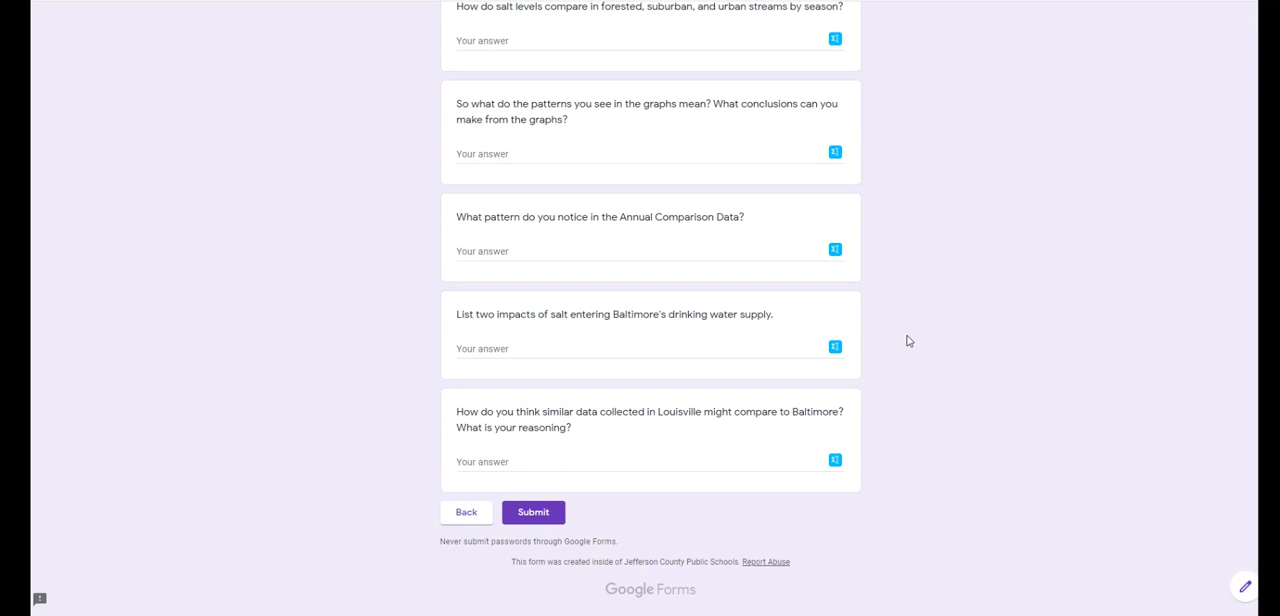 How do salt levels compare in forested, suburban, and urban streams by season?
Your answer
So what do the patterns you see in the graphs mean? What conclusions can you
make from the graphs?
Your answer
What pattern do you notice in the Annual Comparison Data?
Your answer
List two impacts of salt entering Baltimore's drinking water supply.
Your answer
How do you think similar data collected in Louisville might compare to Baltimore?
What is your reasoning?
Your answer
Back Submit
Never submit passwords through Google Forms.
This form was created inside of Jefferson County Public Schools. Report Abuse
Google Forms